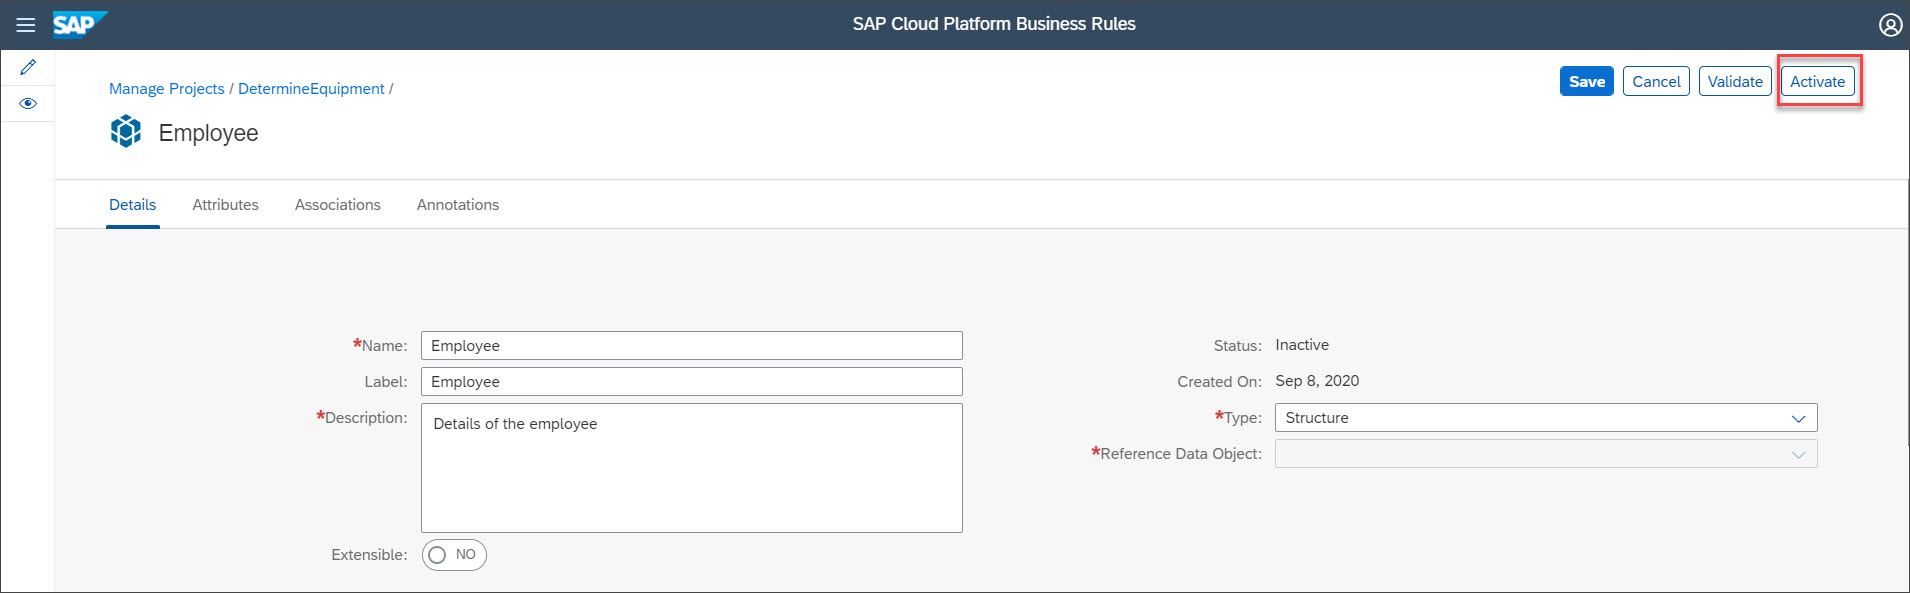 SAP
SAP Cloud Platform Business Rules
Manage Projects / DetermineEquipment /
Save
Cancel
Validate
Activate
Employee
Details
Attributes
Associations
Annotations
*Name:
Employee
Label:
Employee
*Description:
Details of the employee
Extensible:
NO
Status:
Inactive
Created On:
Sep 8, 2020
*Type:
Structure
*Reference Data Object: